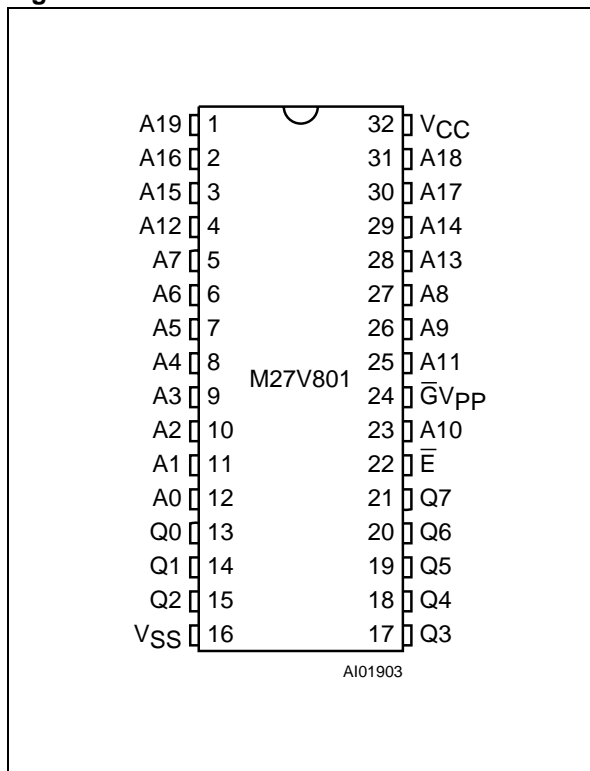 A19 1 32 VCC
A16 2 31 A18
A15 3 30 A17
A12 4 29 A14
A7 5 28 A13
A6 6 27 A8
A5 7 26 A9
A4 8 25 A11
M27V801
A3 9 24 G̅VPP
A2 10 23 A10
A1 11 22 E̅
A0 12 21 Q7
Q0 13 20 Q6
Q1 14 19 Q5
Q2 15 18 Q4
VSS 16 17 Q3
AI01903